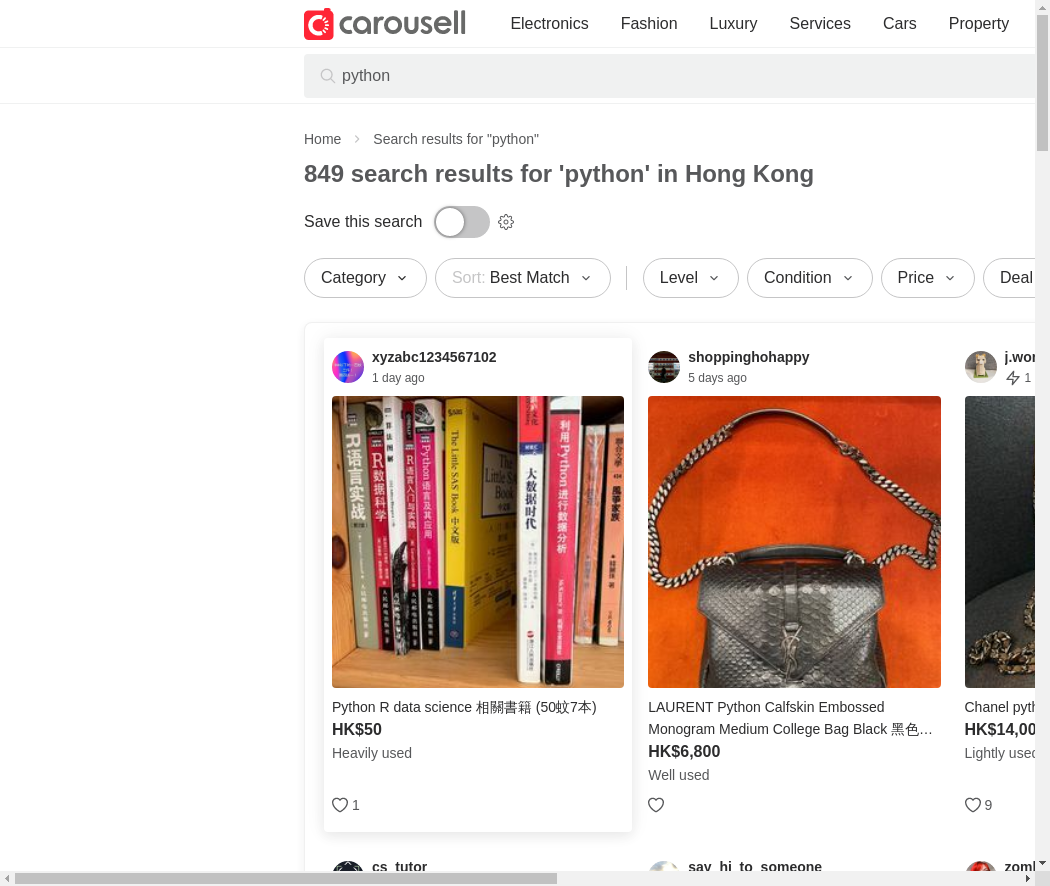 carousell
Electronics
Fashion
Luxury
Services
Cars
Property
python
Home
Search results for "python"
849 search results for 'python' in Hong Kong
Save this search
Category
Sort: Best Match
Level
Condition
Price
Deal
xyzabc1234567102
1 day ago
R语言实战
R数据科学
算法图解
R语言入门与实践
Python语言及其应用
The Little SAS Book 中文版
The
Little SAS
Book
大数据时代
利用Python进行数据分析
McKinney 著
Python R data science 相關書籍 (50蚊7本)
HK$50
Heavily used
1
shoppinghohappy
5 days ago
LAURENT Python Calfskin Embossed
Monogram Medium College Bag Black 黑色…
HK$6,800
Well used
j.wor
1
Chanel pyth
HK$14,00
Lightly used
9
cs_tutor
say_hi_to_someone
zoml